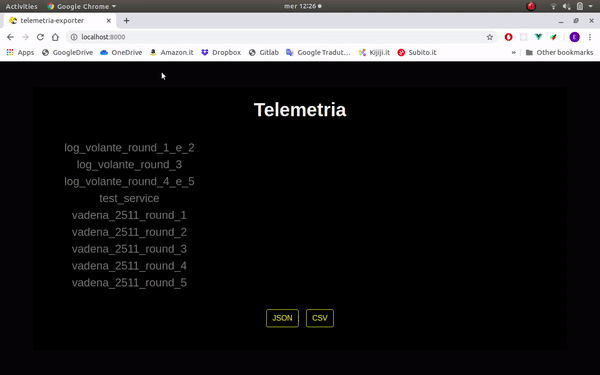 Activities
Google Chrome
mer 12:26
telemetria-exporter
localhost:8000
Apps
GoogleDrive
OneDrive
Amazon.it
Dropbox
Gitlab
Google Tradut...
Kijiji.it
Subito.it
»
Other bookmarks
E
Telemetria
log_volante_round_1_e_2
log_volante_round_3
log_volante_round_4_e_5
test_service
vadena_2511_round_1
vadena_2511_round_2
vadena_2511_round_3
vadena_2511_round_4
vadena_2511_round_5
JSON
CSV